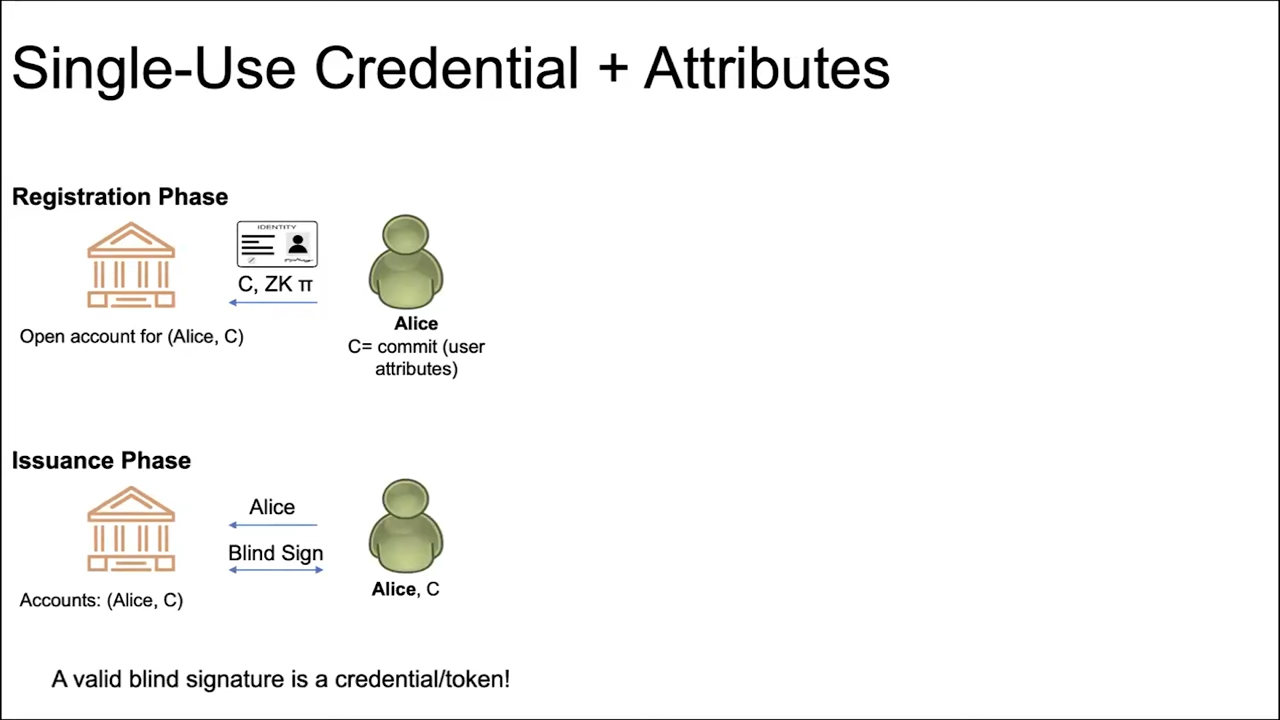 Single-Use Credential + Attributes
Registration Phase
IDENTITY
C, ZK π
Alice
C= commit (user
attributes)
Open account for (Alice, C)
Issuance Phase
Alice
Blind Sign
Alice, C
Accounts: (Alice, C)
A valid blind signature is a credential/token!